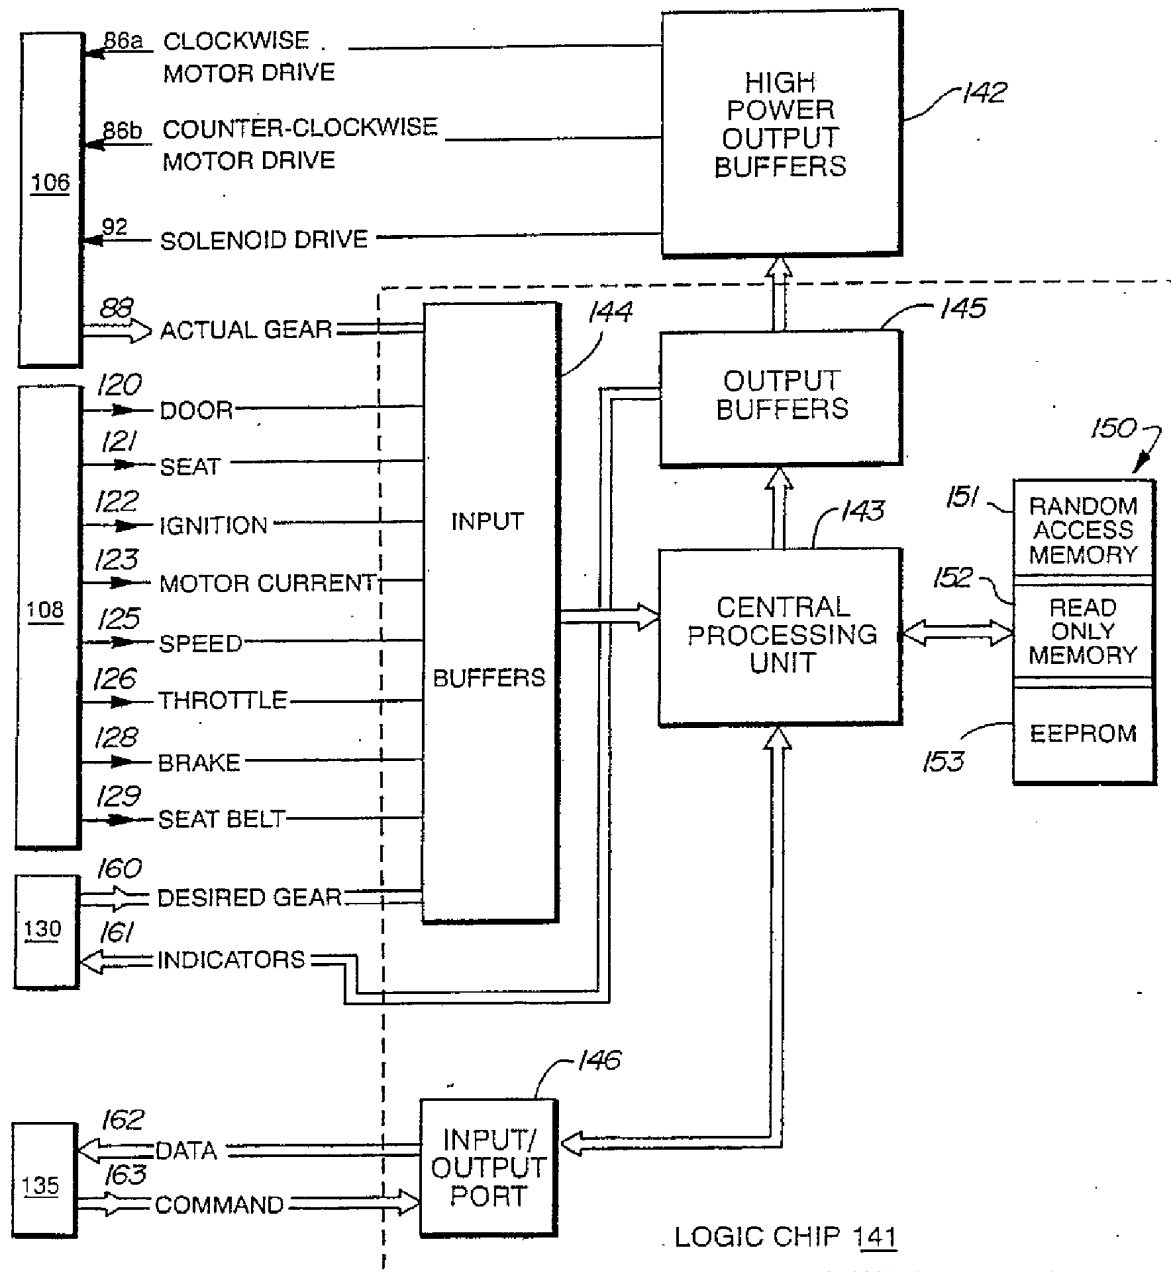 86a CLOCKWISE
MOTOR DRIVE
86b COUNTER-CLOCKWISE
MOTOR DRIVE
106
92 SOLENOID DRIVE
88 ACTUAL GEAR
HIGH
POWER
OUTPUT
BUFFERS
142
144
145
OUTPUT
BUFFERS
120 DOOR
121 SEAT
122 IGNITION
123 MOTOR CURRENT
108
125 SPEED
126 THROTTLE
128 BRAKE
129 SEAT BELT
INPUT
BUFFERS
143
CENTRAL
PROCESSING
UNIT
150
151
RANDOM
ACCESS
MEMORY
152
READ
ONLY
MEMORY
153
EEPROM
160 DESIRED GEAR
130
161 INDICATORS
146
162 DATA
135
163 COMMAND
INPUT/
OUTPUT
PORT
LOGIC CHIP 141